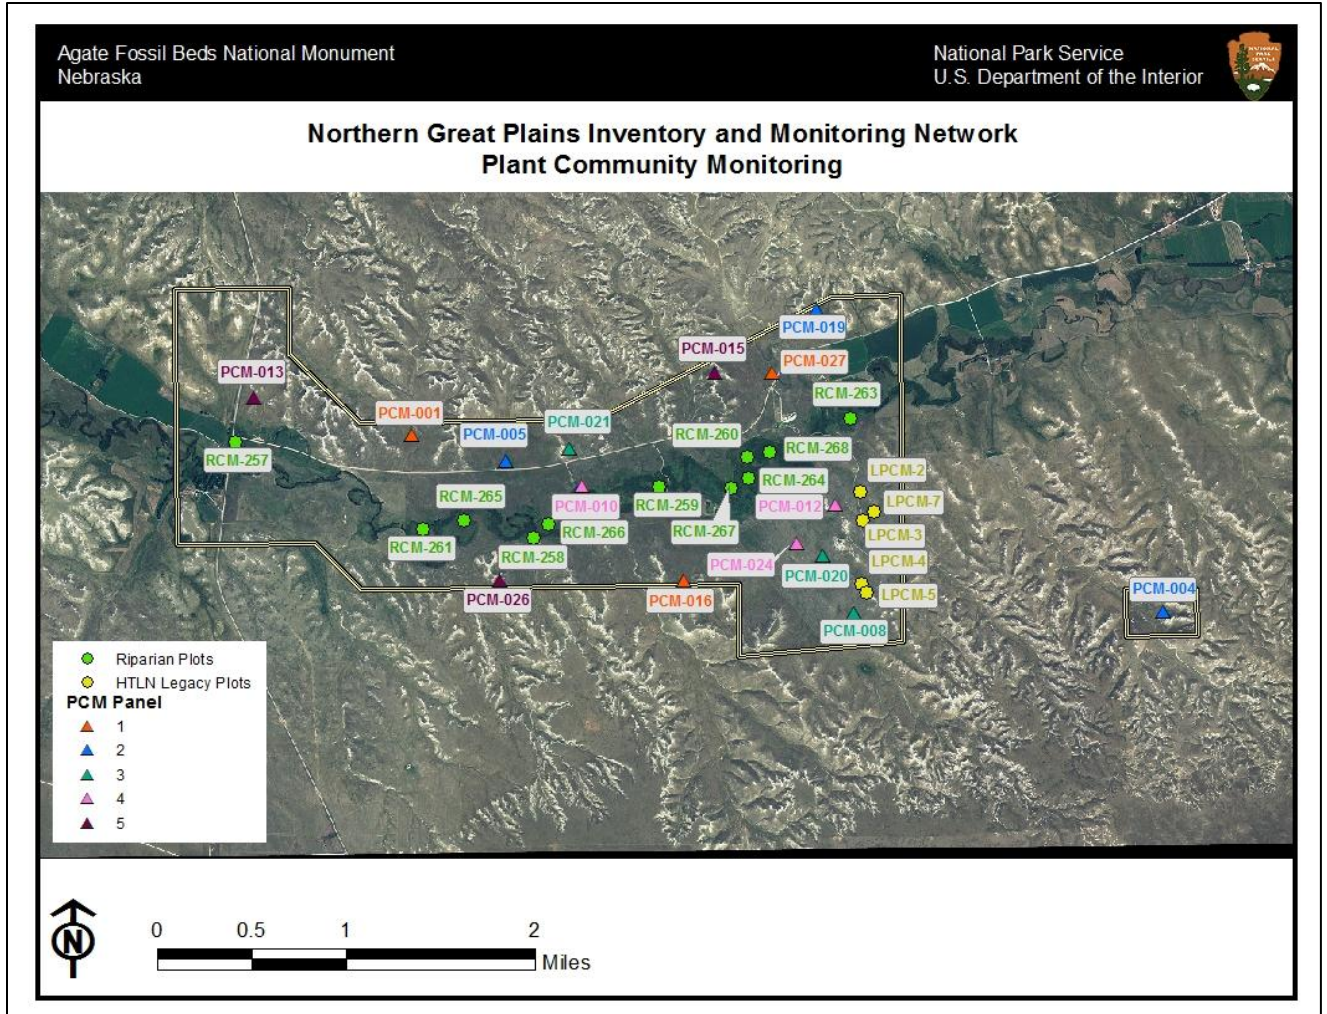 Agate Fossil Beds National Monument
Nebraska
National Park Service
U.S. Department of the Interior
NATIONAL
PARK
SERVICE
Northern Great Plains Inventory and Monitoring Network
Plant Community Monitoring
PCM-019
PCM-015
PCM-027
PCM-013
RCM-263
PCM-001
PCM-021
PCM-005
RCM-260
RCM-268
RCM-257
LPCM-2
RCM-264
RCM-265
PCM-010
RCM-259
PCM-012
LPCM-7
RCM-266
RCM-267
LPCM-3
RCM-261
RCM-258
PCM-024
LPCM-4
PCM-020
PCM-004
LPCM-5
PCM-026
PCM-016
PCM-008
Riparian Plots
HTLN Legacy Plots
PCM Panel
1
2
3
4
5
N
0 0.5 1 2
Miles